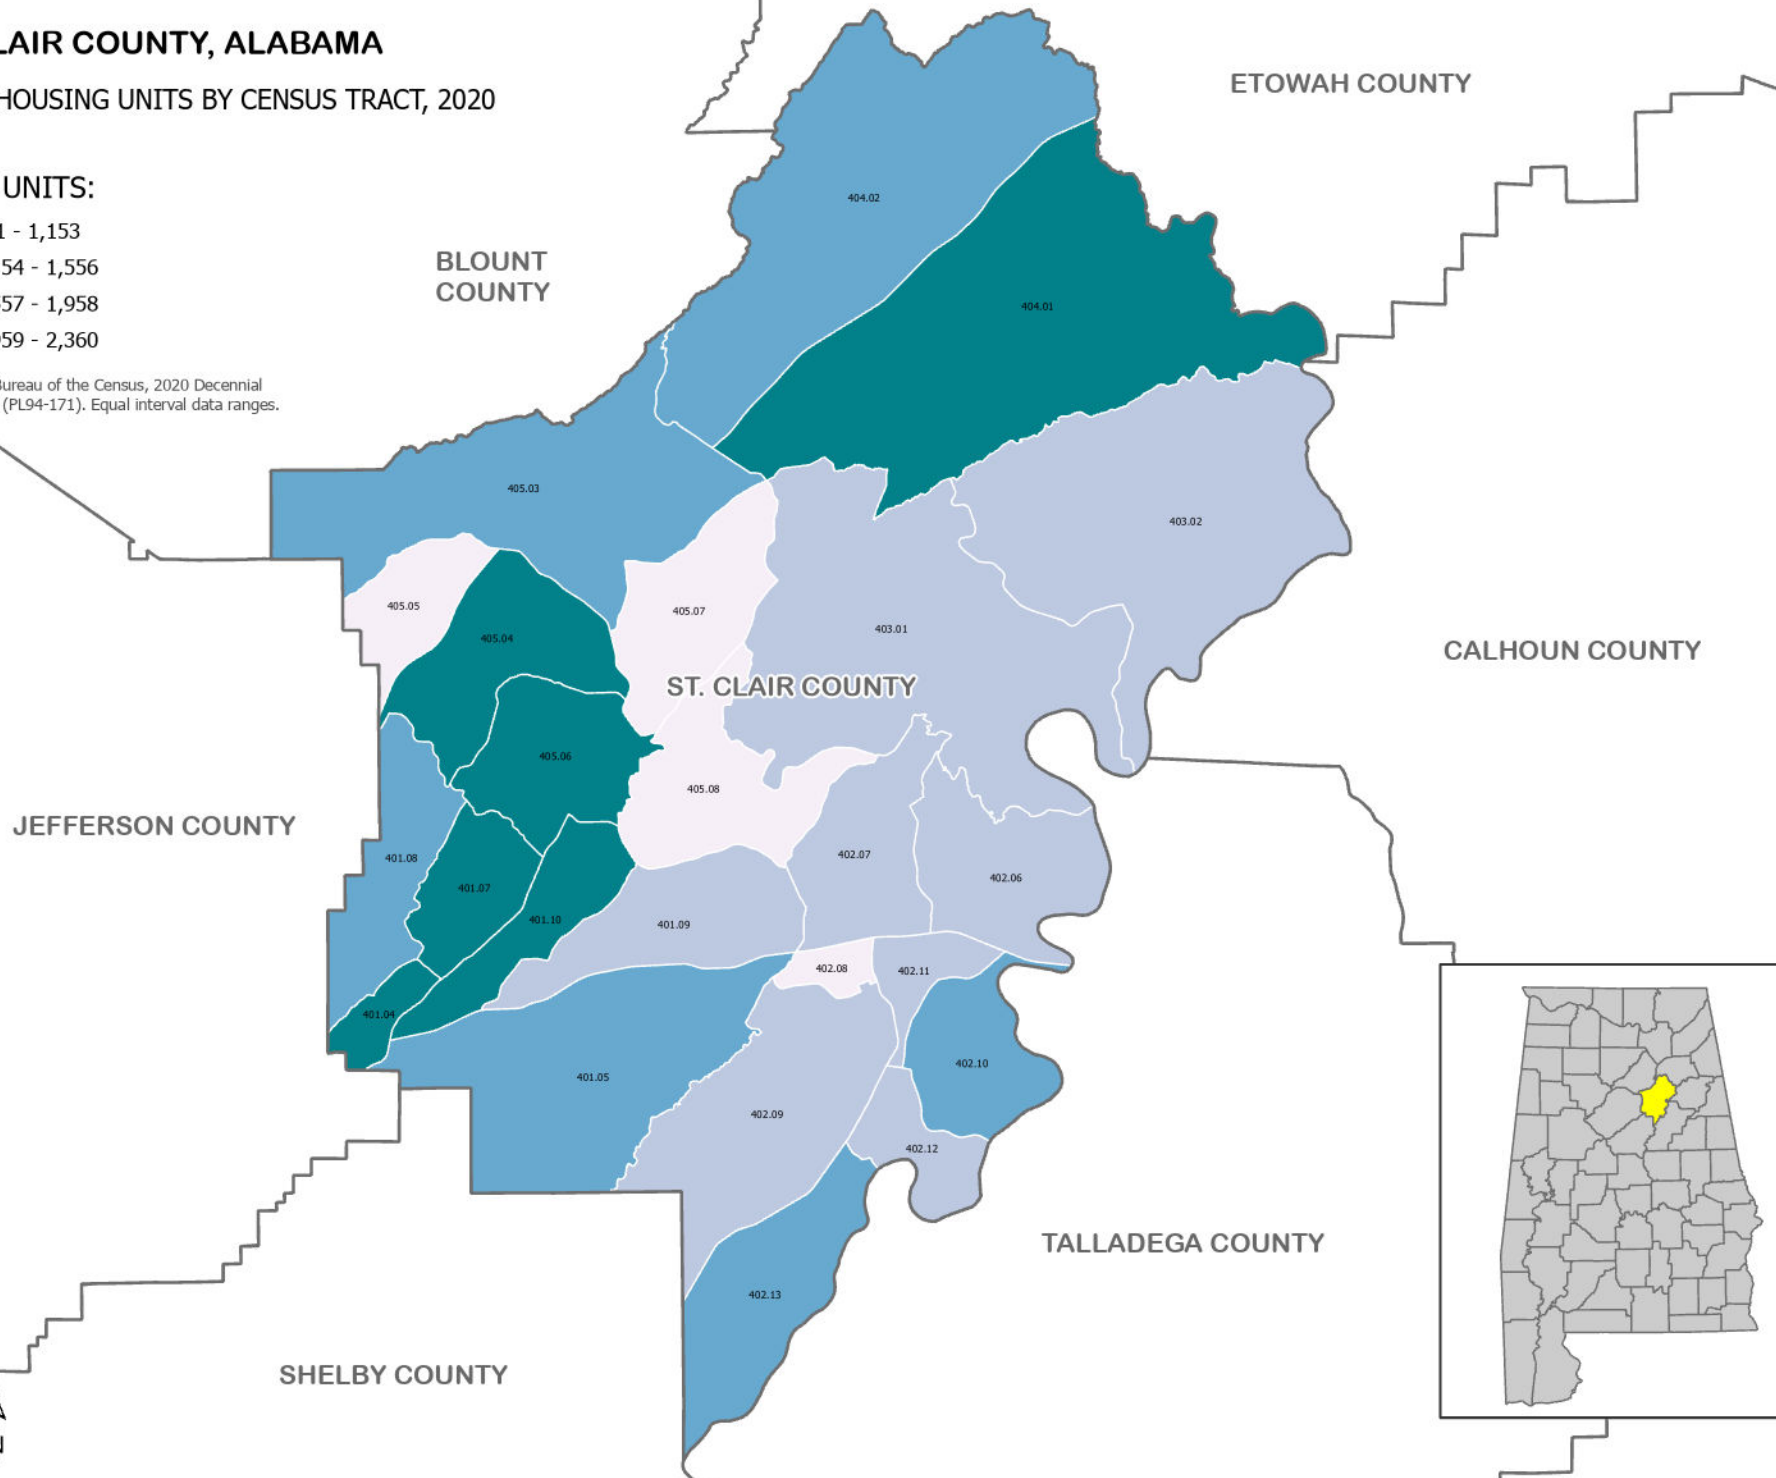 LAIR COUNTY, ALABAMA
HOUSING UNITS BY CENSUS TRACT, 2020
UNITS:
1 - 1,153
54 - 1,556
57 - 1,958
59 - 2,360
Bureau of the Census, 2020 Decennial
(PL94-171). Equal interval data ranges.
ETOWAH COUNTY
BLOUNT
COUNTY
404.02
404.01
405.03
403.02
405.05
405.07
405.04
403.01
CALHOUN COUNTY
ST. CLAIR COUNTY
405.06
405.08
JEFFERSON COUNTY
401.08
402.07
402.06
401.07
401.10
401.09
402.08
402.11
401.04
402.10
401.05
402.09
402.12
TALLADEGA COUNTY
402.13
SHELBY COUNTY
N